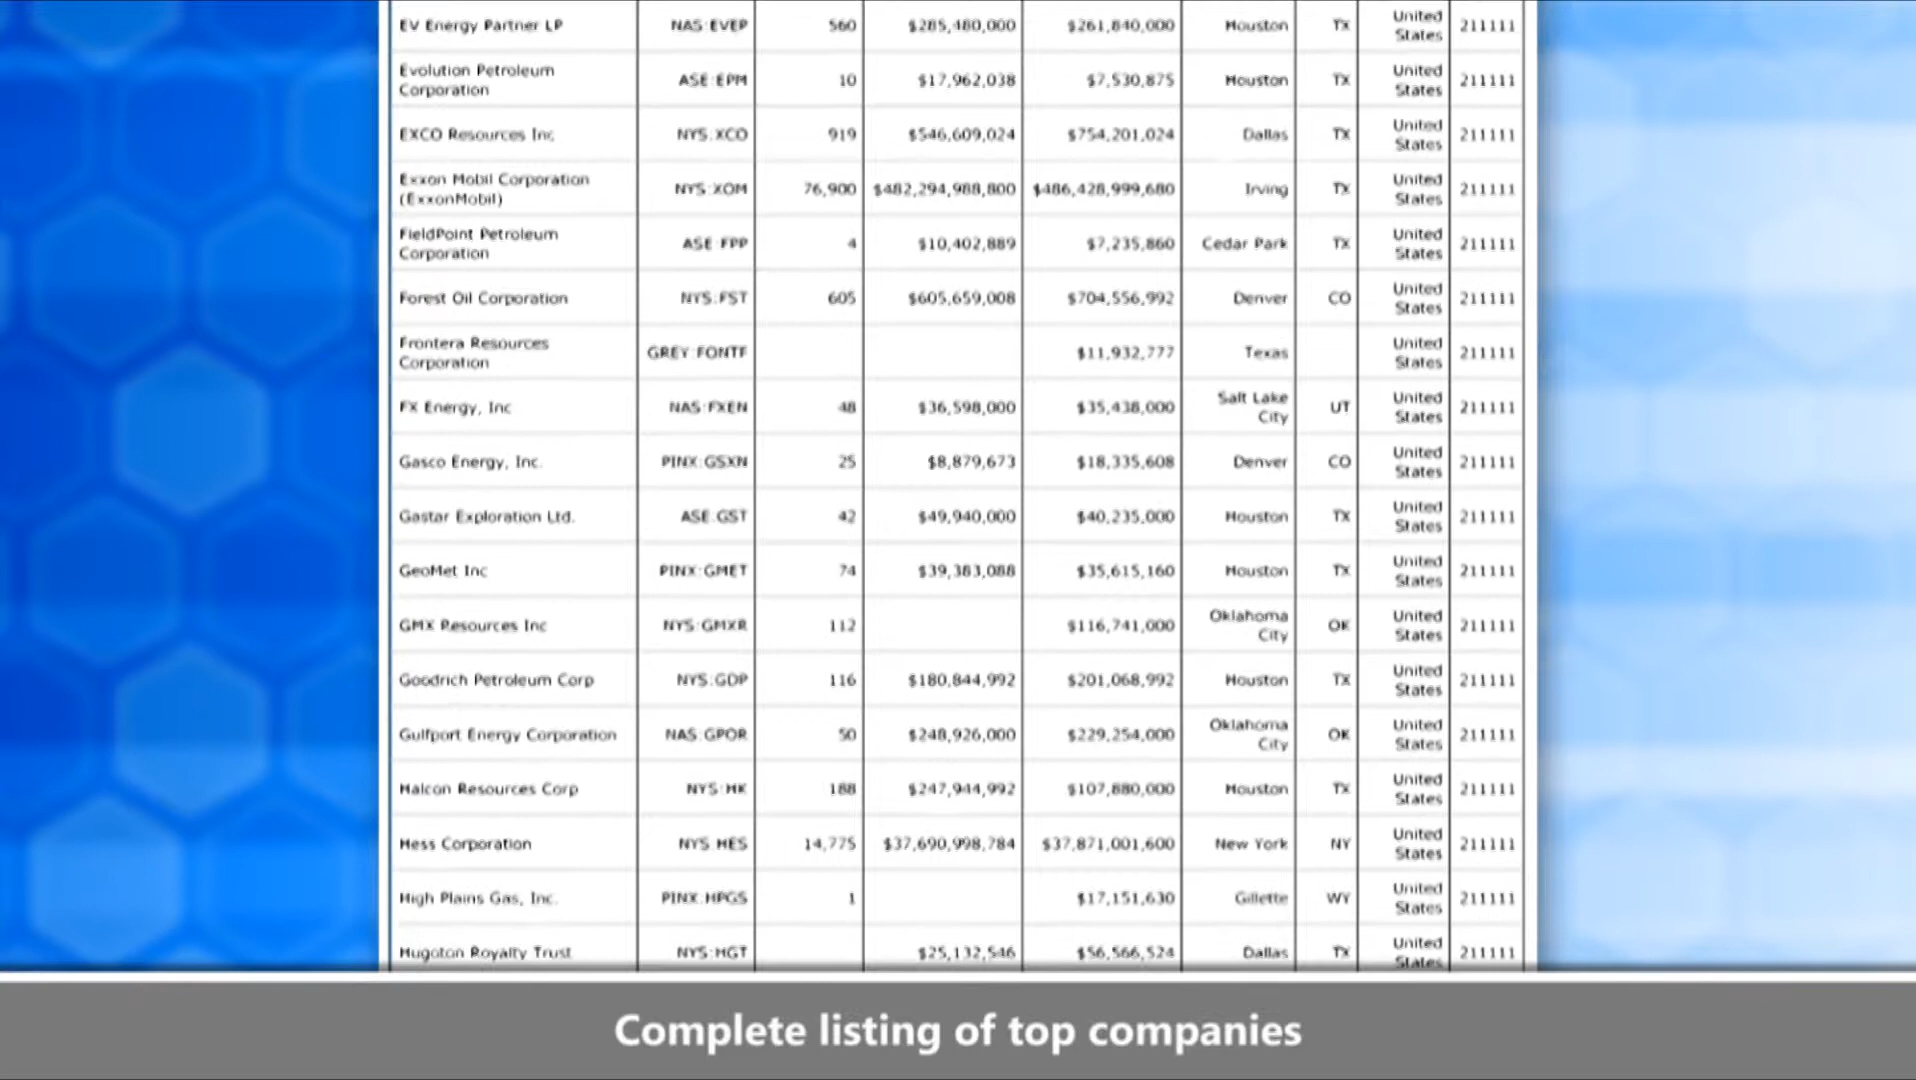 EV Energy Partner LP NAS:EVEP 560 $285,480,000 $261,840,000 Houston TX United States 211111
Evolution Petroleum Corporation ASE:EPM 10 $17,962,038 $7,530,875 Houston TX United States 211111
EXCO Resources Inc NYS:XCO 919 $546,609,024 $754,201,024 Dallas TX United States 211111
Exxon Mobil Corporation (ExxonMobil) NYS:XOM 76,900 $482,294,988,800 $486,428,999,680 Irving TX United States 211111
FieldPoint Petroleum Corporation ASE:FPP 4 $10,402,889 $7,235,860 Cedar Park TX United States 211111
Forest Oil Corporation NYS:FST 605 $605,659,008 $704,556,992 Denver CO United States 211111
Frontera Resources Corporation GREY:FONTF $11,932,777 Texas United States 211111
FX Energy, Inc NAS:FXEN 48 $36,598,000 $35,438,000 Salt Lake City UT United States 211111
Gasco Energy, Inc. PINX:GSXN 25 $8,879,673 $18,335,608 Denver CO United States 211111
Gastar Exploration Ltd. ASE:GST 42 $49,940,000 $40,235,000 Houston TX United States 211111
GeoMet Inc PINX:GMET 74 $39,383,088 $35,615,160 Houston TX United States 211111
GMX Resources Inc NYS:GMXR 112 $116,741,000 Oklahoma City OK United States 211111
Goodrich Petroleum Corp NYS:GDP 116 $180,844,992 $201,068,992 Houston TX United States 211111
Gulfport Energy Corporation NAS:GPOR 50 $248,926,000 $229,254,000 Oklahoma City OK United States 211111
Halcon Resources Corp NYS:HK 188 $247,944,992 $107,880,000 Houston TX United States 211111
Hess Corporation NYS:HES 14,775 $37,690,998,784 $37,871,001,600 New York NY United States 211111
High Plains Gas, Inc. PINX:HPGS 1 $17,151,630 Gillette WY United States 211111
Hugoton Royalty Trust NYS:HGT $25,132,546 $56,566,524 Dallas TX United States 211111
Complete listing of top companies